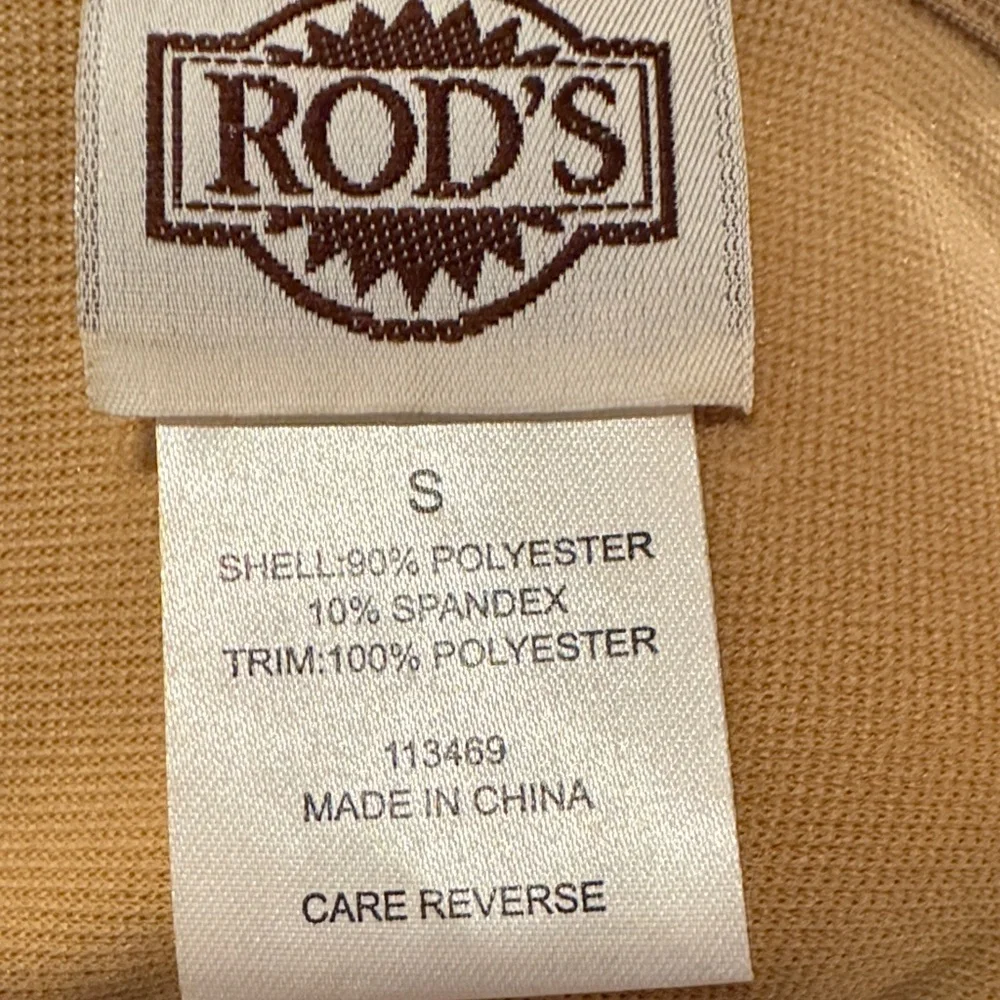 ROD'S
S
SHELL:90% POLYESTER
10% SPANDEX
TRIM:100% POLYESTER
113469
MADE IN CHINA
CARE REVERSE